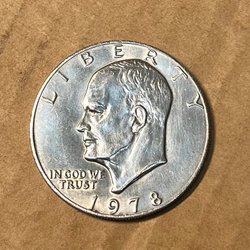 LIBERTY
IN GOD WE
TRUST
1978